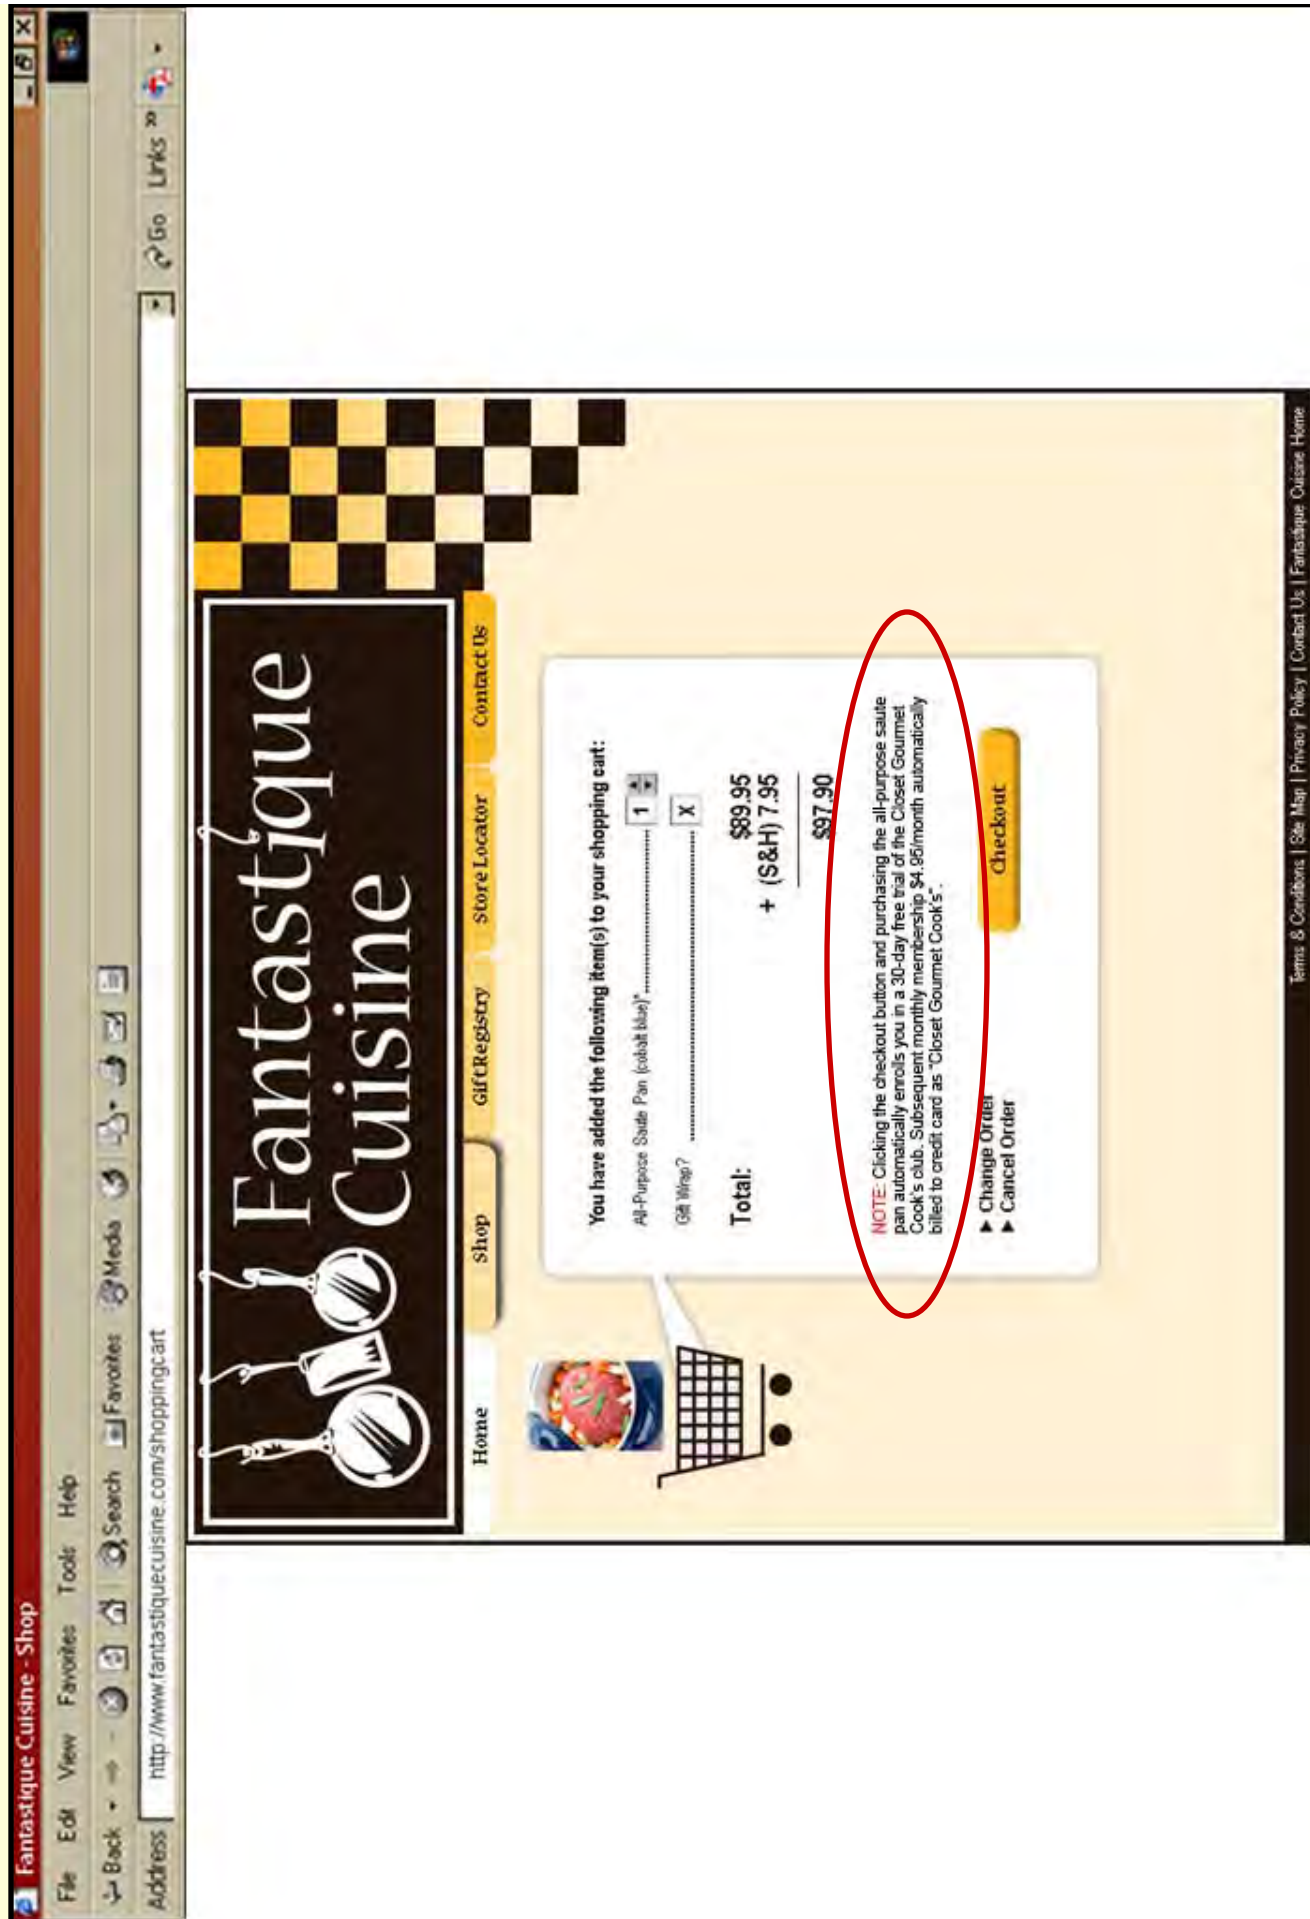 Fantastique Cuisine - Shop
File Edit View Favorites Tools Help
Back Search Favorites Media
Address http://www.fantastiquecuisine.com/shoppingcart Go Links »
Fantastique
Cuisine
Home Shop Gift Registry Store Locator Contact Us
You have added the following item(s) to your shopping cart:
All-Purpose Saute Pan (cobalt blue)* 1
Gift Wrap? X
Total: $89.95
+ (S&H) 7.95
$97.90
NOTE: Clicking the checkout button and purchasing the all-purpose saute
pan automatically enrolls you in a 30-day free trial of the Closet Gourmet
Cook's club. Subsequent monthly membership $4.95/month automatically
billed to credit card as "Closet Gourmet Cook's".
► Change Order
► Cancel Order
Checkout
Terms & Conditions | Site Map | Privacy Policy | Contact Us | Fantastique Cuisine Home